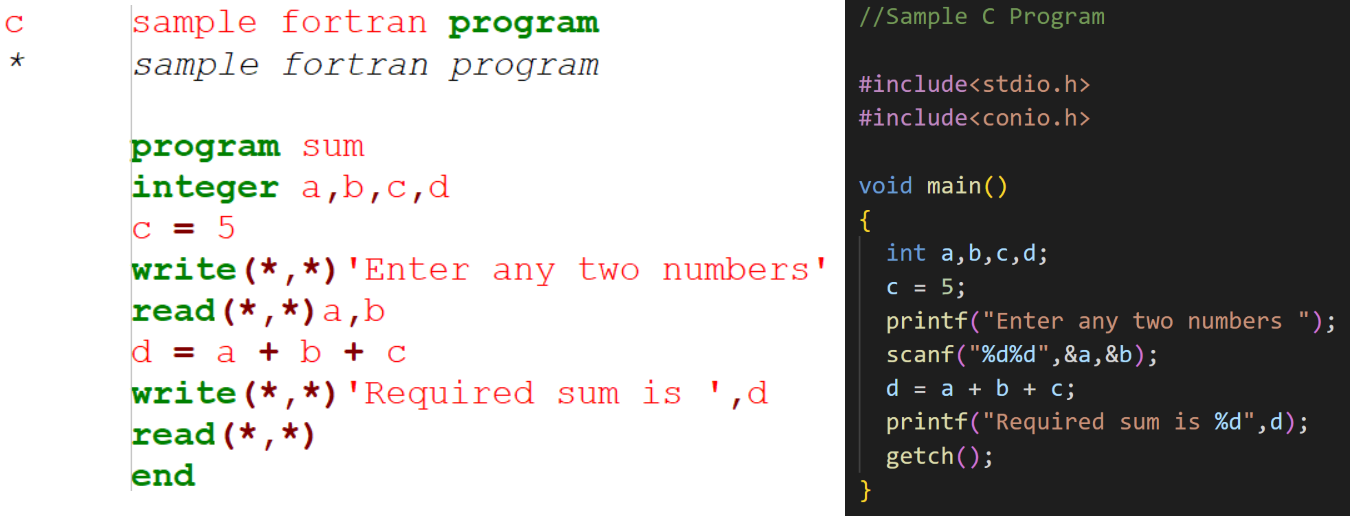 c     sample fortran program
*     sample fortran program
program sum
integer a,b,c,d
c = 5
write(*,*)'Enter any two numbers'
read(*,*)a,b
d = a + b + c
write(*,*)'Required sum is ',d
read(*,*)
end
//Sample C Program
#include<stdio.h>
#include<conio.h>
void main()
{
int a,b,c,d;
c = 5;
printf("Enter any two numbers ");
scanf("%d%d",&a,&b);
d = a + b + c;
printf("Required sum is %d",d);
getch();
}